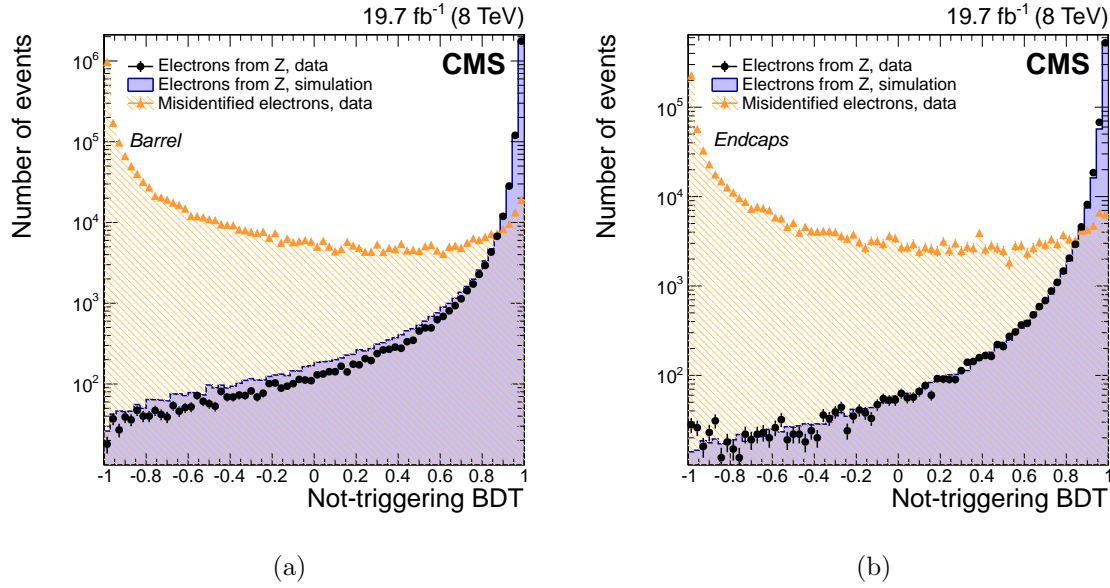 19.7 fb⁻¹ (8 TeV)
Number of events
10⁶
10⁵
10⁴
10³
10²
Electrons from Z, data
Electrons from Z, simulation
Misidentified electrons, data
CMS
Barrel
-1 -0.8 -0.6 -0.4 -0.2 0 0.2 0.4 0.6 0.8 1
Not-triggering BDT
(a)
19.7 fb⁻¹ (8 TeV)
Number of events
10⁵
10⁴
10³
10²
Electrons from Z, data
Electrons from Z, simulation
Misidentified electrons, data
CMS
Endcaps
-1 -0.8 -0.6 -0.4 -0.2 0 0.2 0.4 0.6 0.8 1
Not-triggering BDT
(b)